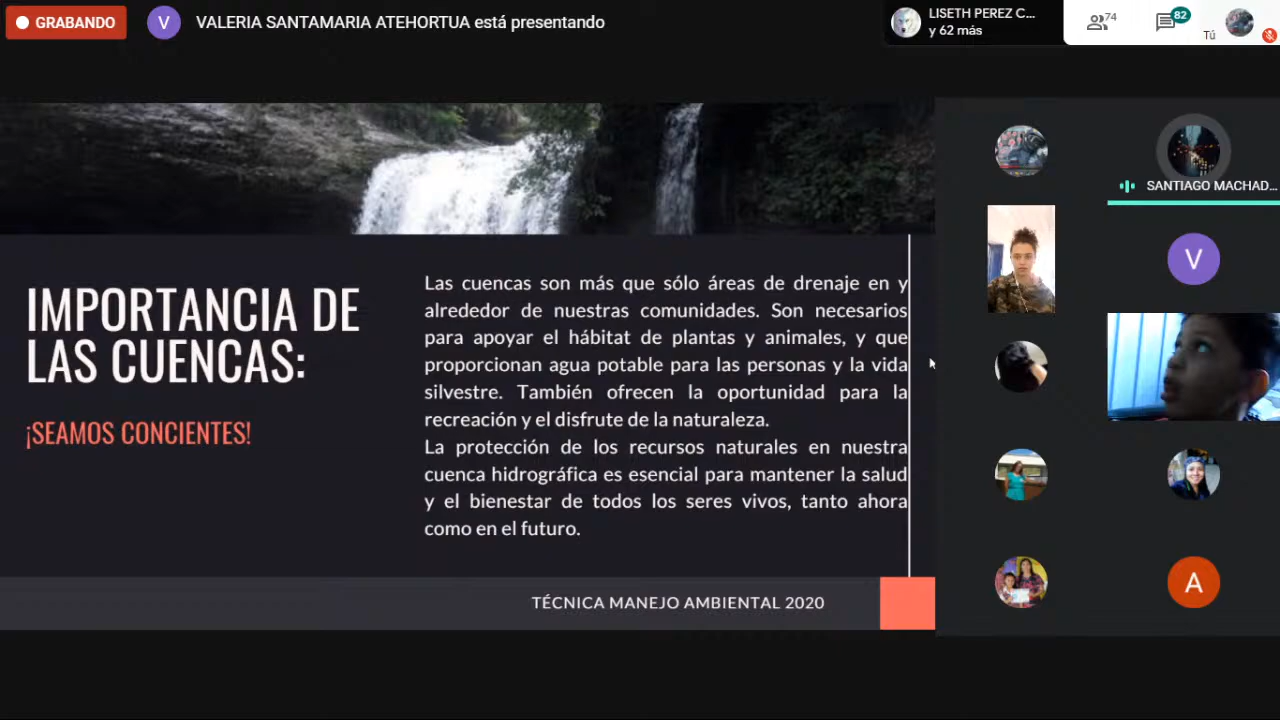 GRABANDO
V
VALERIA SANTAMARIA ATEHORTUA está presentando
LISETH PEREZ C...
y 62 más
74
82
Tú
SANTIAGO MACHAD...
V
IMPORTANCIA DE
LAS CUENCAS:
¡SEAMOS CONCIENTES!
Las cuencas son más que sólo áreas de drenaje en y
alrededor de nuestras comunidades. Son necesarios
para apoyar el hábitat de plantas y animales, y que
proporcionan agua potable para las personas y la vida
silvestre. También ofrecen la oportunidad para la
recreación y el disfrute de la naturaleza.
La protección de los recursos naturales en nuestra
cuenca hidrográfica es esencial para mantener la salud
y el bienestar de todos los seres vivos, tanto ahora
como en el futuro.
A
TÉCNICA MANEJO AMBIENTAL 2020